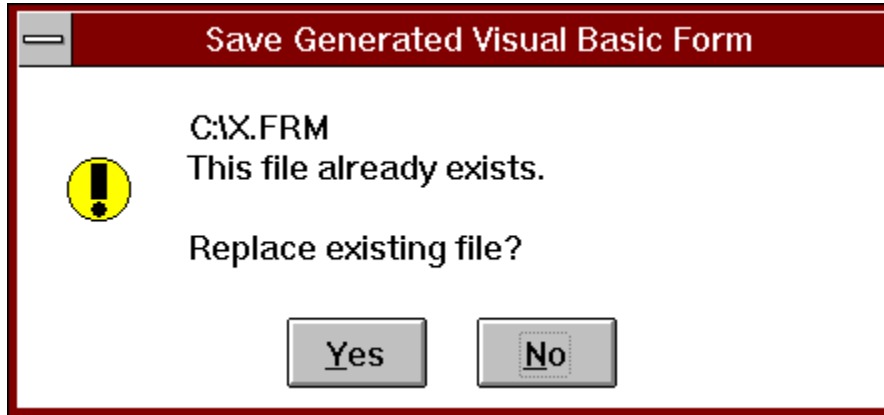 Save Generated Visual Basic Form
C:\X.FRM
This file already exists.
Replace existing file?
Yes
No